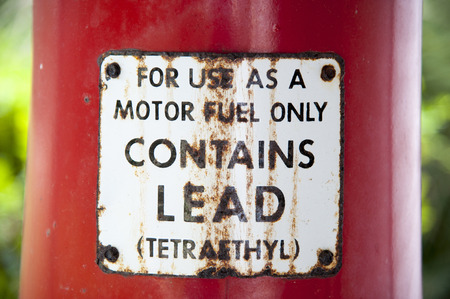 FOR USE AS A
MOTOR FUEL ONLY
CONTAINS
LEAD
(TETRAETHYL)